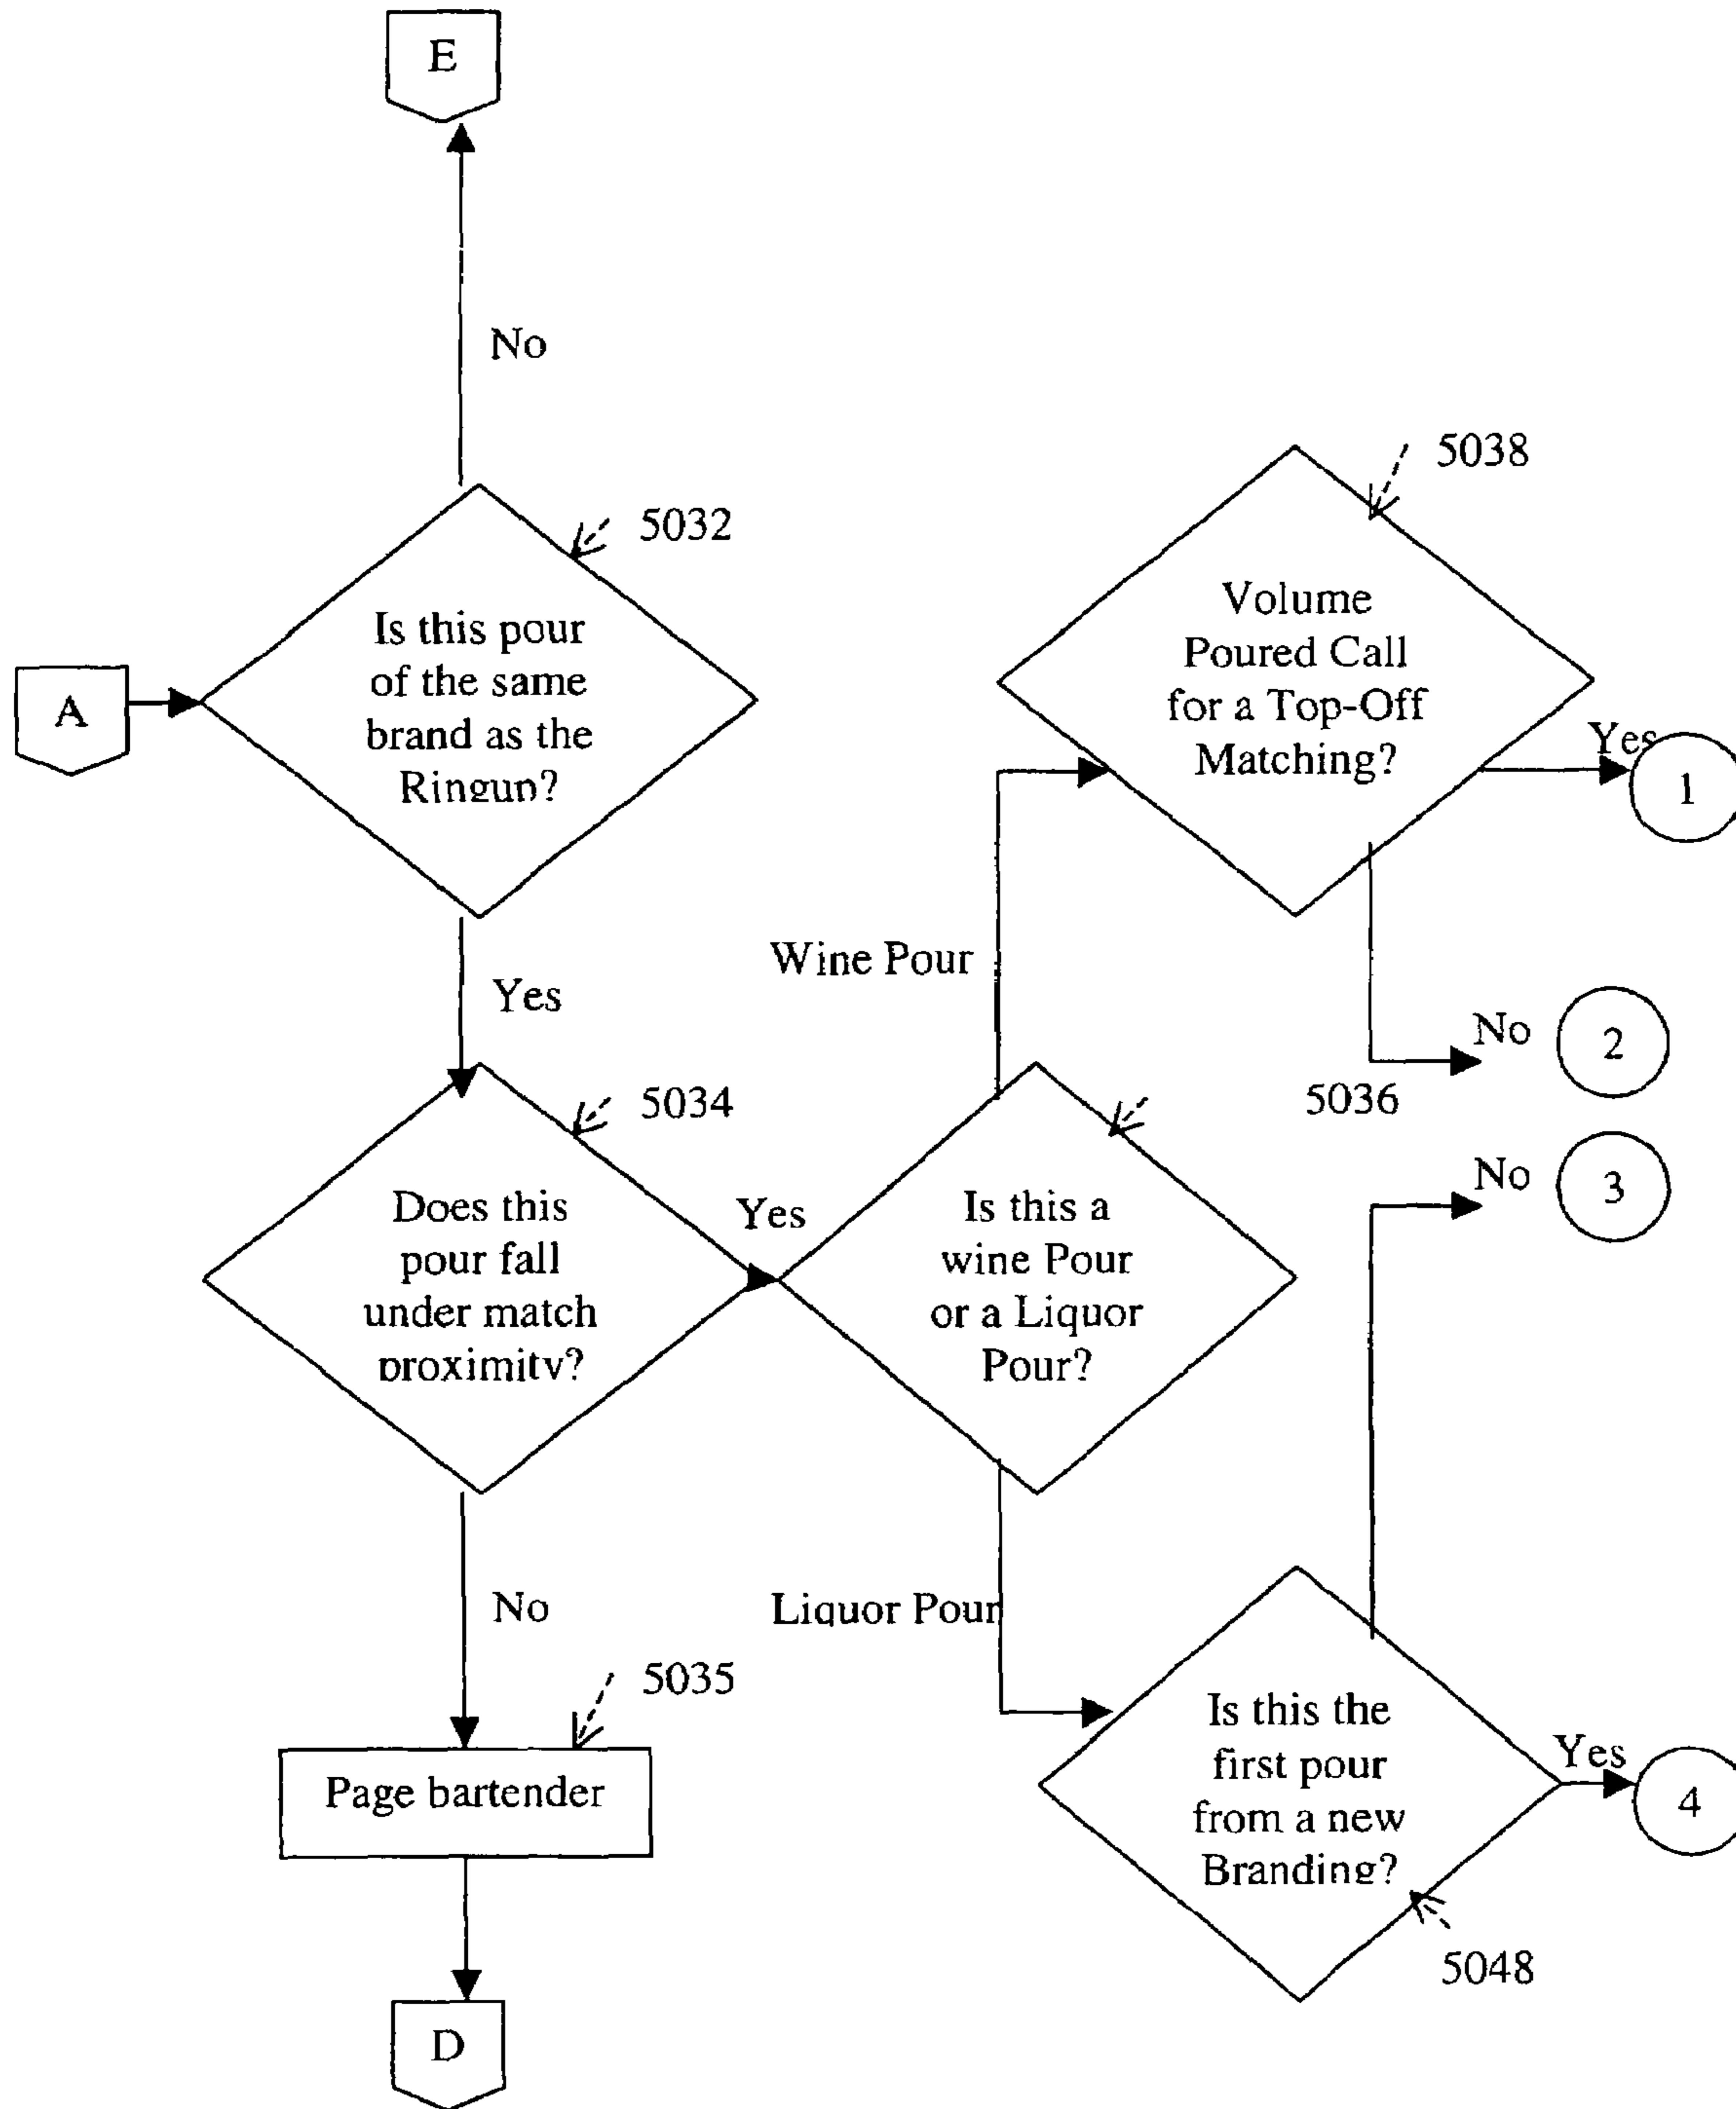 E
No
5032
Is this pour
of the same
brand as the
Ringup?
A
Yes
5038
Volume
Poured Call
for a Top-Off
Matching?
Yes
1
Wine Pour
No
2
5034
5036
Does this
pour fall
under match
proximity?
Yes
Is this a
wine Pour
or a Liquor
Pour?
No
3
No
Liquor Pour
5035
Page bartender
Is this the
first pour
from a new
Branding?
Yes
4
5048
D